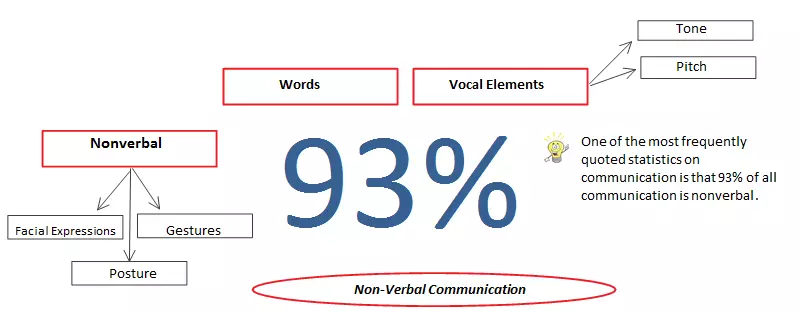 Tone
Pitch
Words
Vocal Elements
Nonverbal
93%
One of the most frequently
quoted statistics on
communication is that 93% of all
communication is nonverbal.
Facial Expressions
Gestures
Posture
Non-Verbal Communication